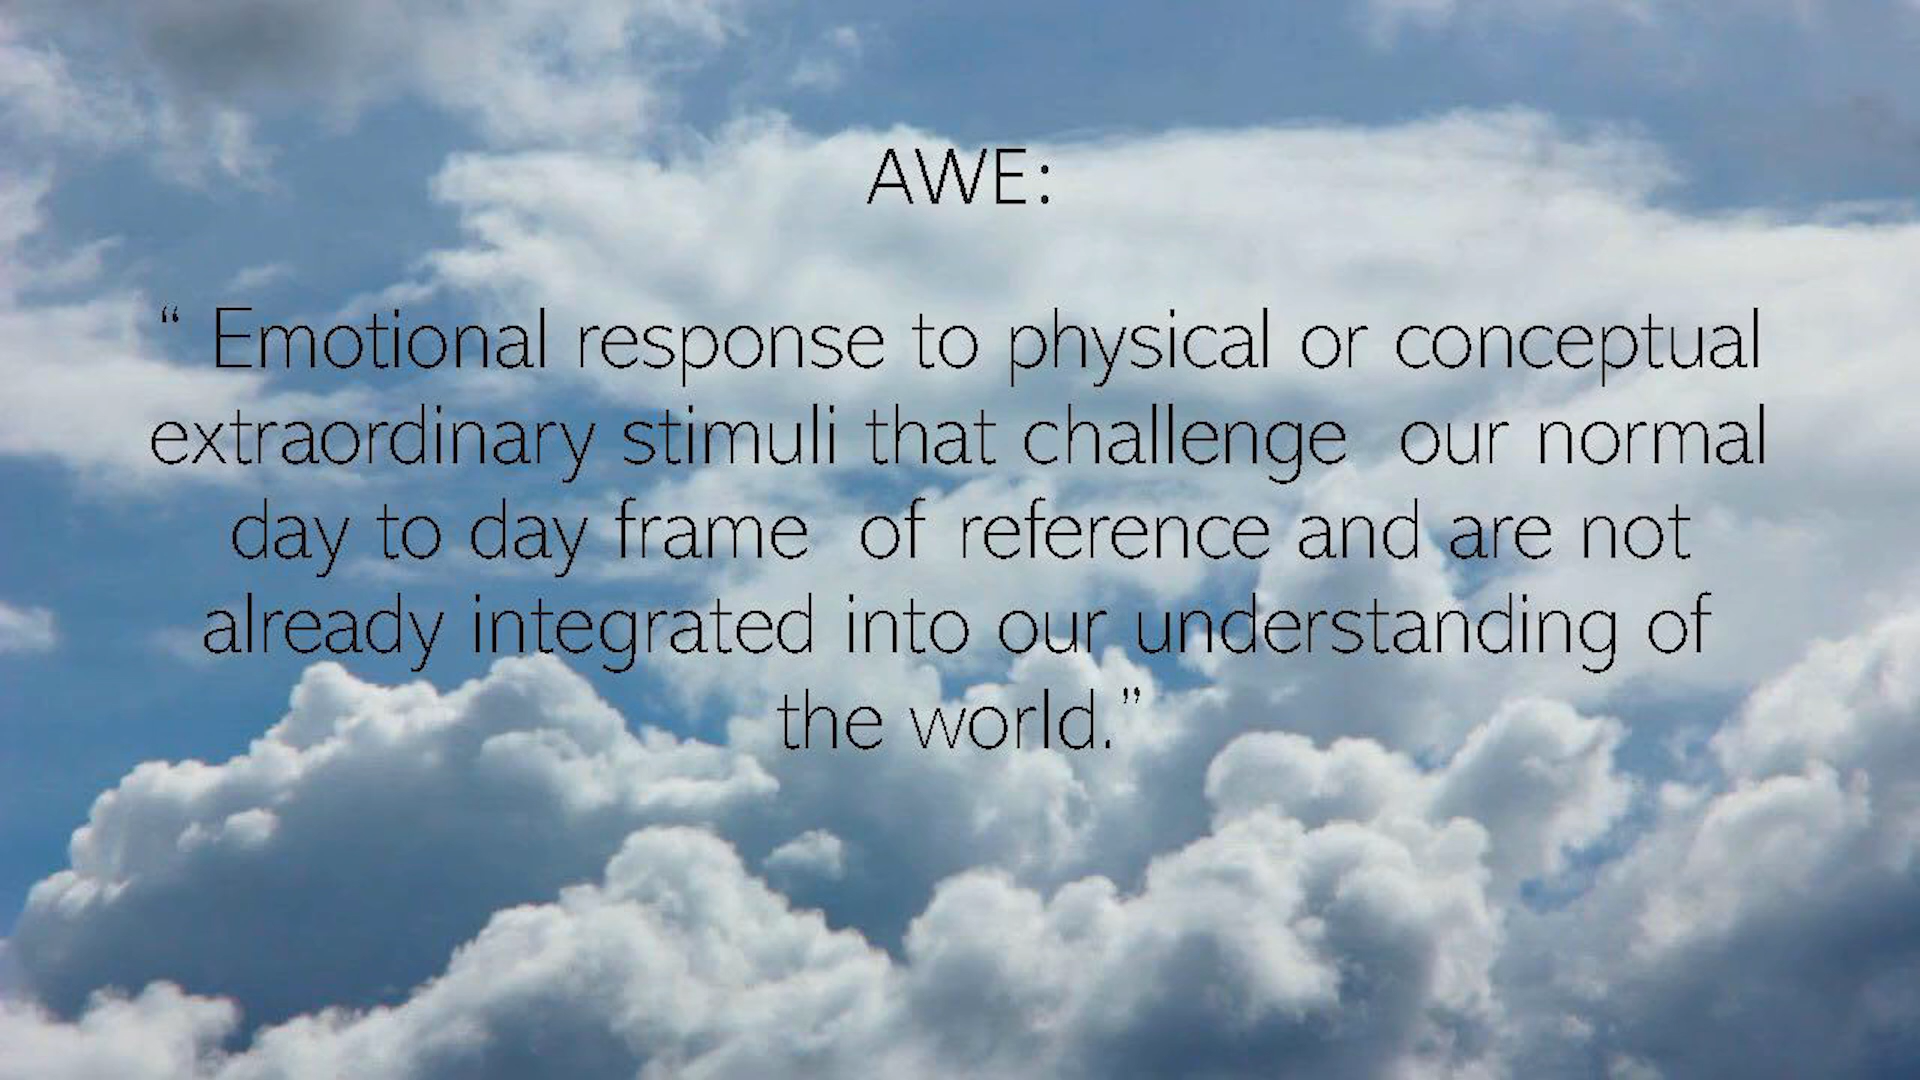 AWE:
“ Emotional response to physical or conceptual
extraordinary stimuli that challenge  our normal
day to day frame  of reference and are not
already integrated into our understanding of
the world.”